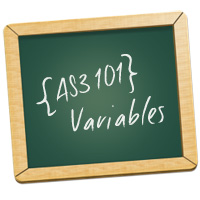 {AS3 101}
Variables